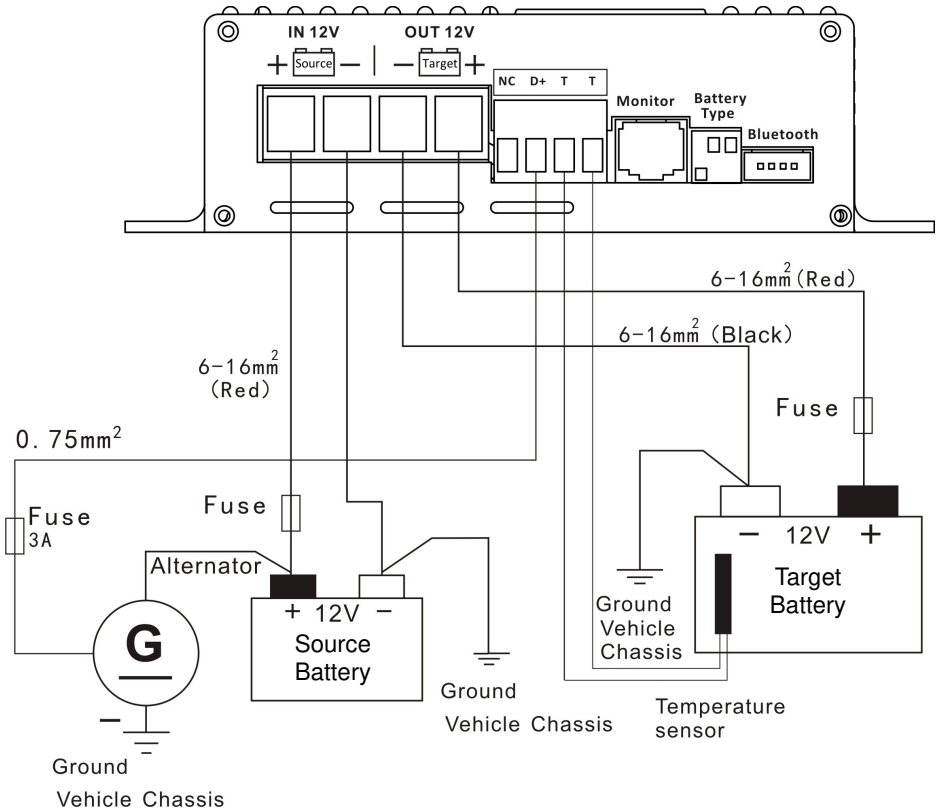 IN 12V
OUT 12V
+ Source −
− Target +
NC D+ T T
Monitor
Battery
Type
Bluetooth
6-16mm² (Red)
6-16mm² (Black)
6-16mm²
(Red)
Fuse
0.75mm²
Fuse
Fuse
3A
Alternator
− 12V +
Target
Battery
+ 12V −
Source
Battery
G
−
Ground
Vehicle
Chassis
Ground
Vehicle Chassis
Temperature
sensor
Ground
Vehicle Chassis